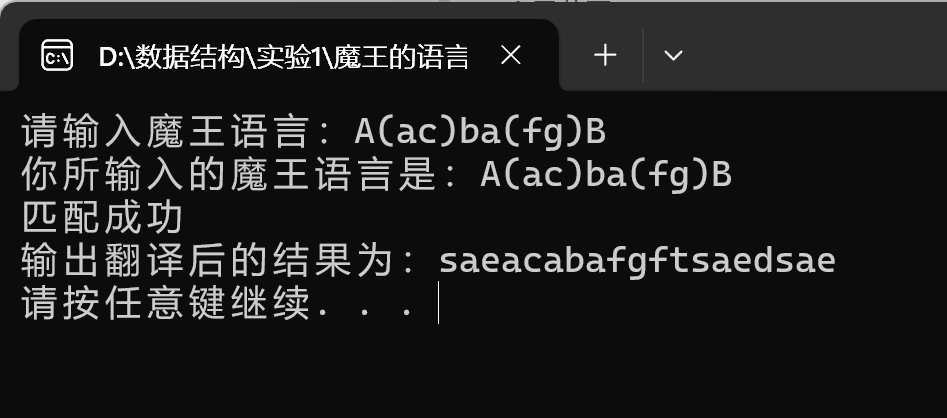 D:\数据结构\实验1\魔王的语言
请输入魔王语言：A(ac)ba(fg)B
你所输入的魔王语言是：A(ac)ba(fg)B
匹配成功
输出翻译后的结果为：saeacabafgftsaedsae
请按任意键继续. . .